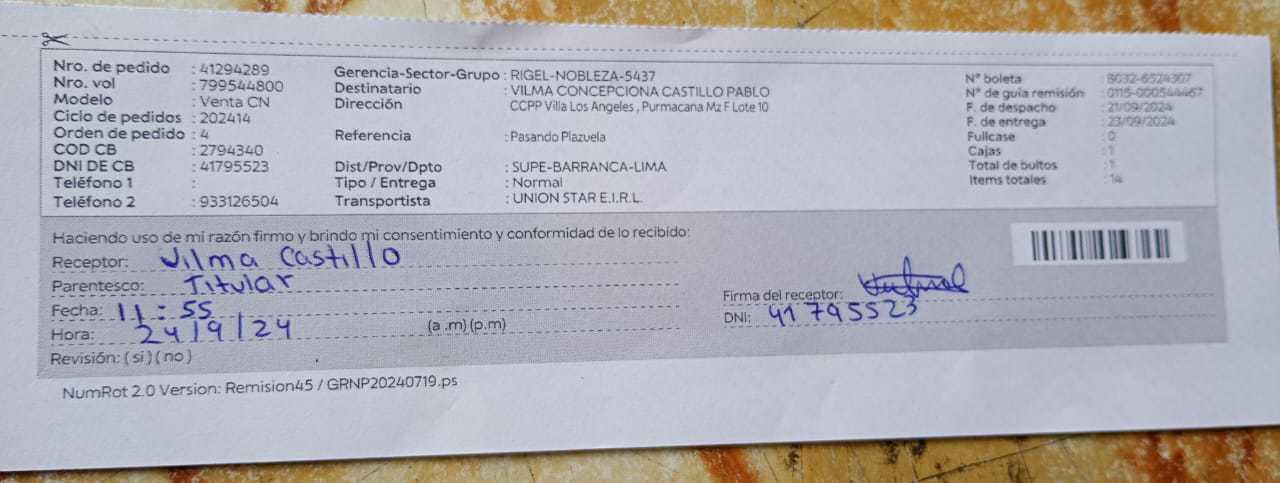 Nro. de pedido : 41294289
Nro. vol : 799544800
Modelo : Venta CN
Ciclo de pedidos : 202414
Orden de pedido : 4
COD CB : 2794340
DNI DE CB : 41795523
Teléfono 1 :
Teléfono 2 : 933126504
Gerencia-Sector-Grupo : RIGEL-NOBLEZA-5437
Destinatario : VILMA CONCEPCIONA CASTILLO PABLO
Dirección CCPP Villa Los Angeles , Purmacana Mz F Lote 10
Referencia : Pasando Plazuela
Dist/Prov/Dpto : SUPE-BARRANCA-LIMA
Tipo / Entrega : Normal
Transportista : UNION STAR E.I.R.L.
N° boleta : B032-6524307
N° de guía remisión : 0115-000544467
F. de despacho : 21/09/2024
F. de entrega : 23/09/2024
Fullcase : 0
Cajas : 1
Total de bultos : 1
Items totales : 14
Haciendo uso de mi razón firmo y brindo mi consentimiento y conformidad de lo recibido:
Receptor: Vilma Castillo
Parentesco: Titular
Fecha: 11:55
Hora: 24/9/24 (a .m) (p.m)
Revisión: ( si ) ( no )
Firma del receptor:
DNI: 41795523
NumRot 2.0 Version: Remision45 / GRNP20240719.ps